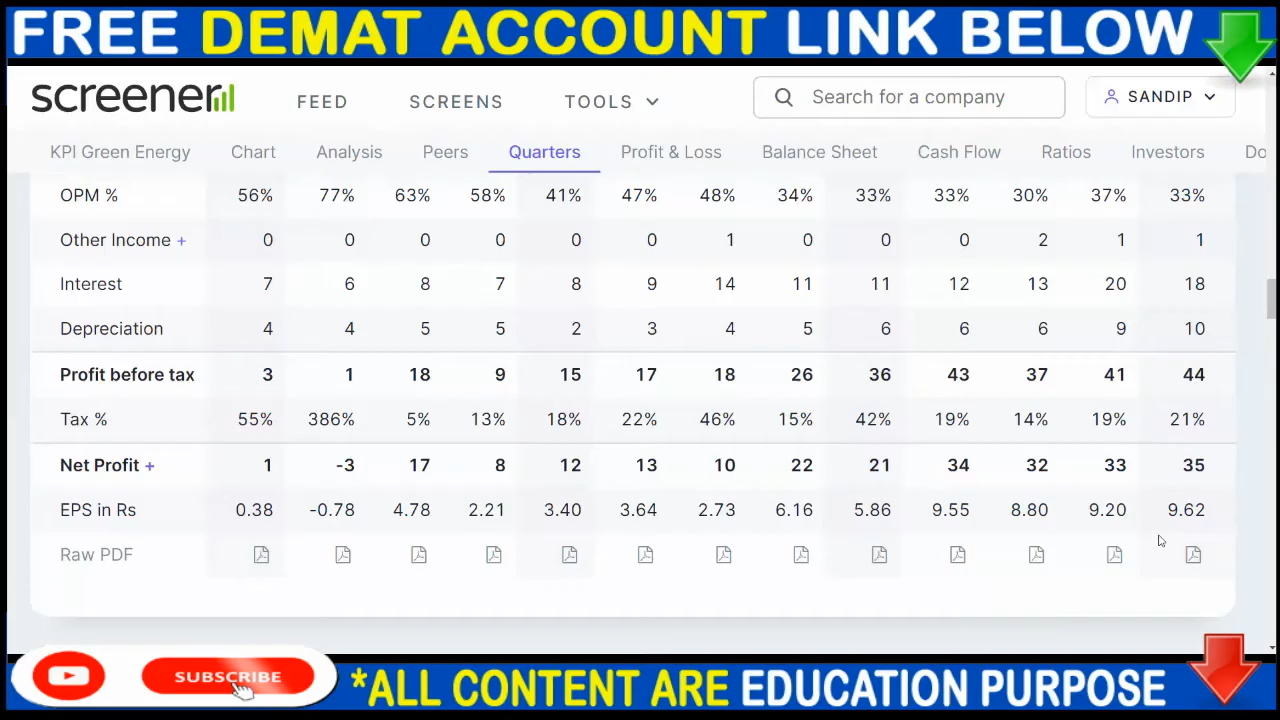 FREE DEMAT ACCOUNT LINK BELOW
screener FEED SCREENS TOOLS Search for a company SANDIP
KPI Green Energy Chart Analysis Peers Quarters Profit & Loss Balance Sheet Cash Flow Ratios Investors Do
OPM % 56% 77% 63% 58% 41% 47% 48% 34% 33% 33% 30% 37% 33%
Other Income + 0 0 0 0 0 0 1 0 0 0 2 1 1
Interest 7 6 8 7 8 9 14 11 11 12 13 20 18
Depreciation 4 4 5 5 2 3 4 5 6 6 6 9 10
Profit before tax 3 1 18 9 15 17 18 26 36 43 37 41 44
Tax % 55% 386% 5% 13% 18% 22% 46% 15% 42% 19% 14% 19% 21%
Net Profit + 1 -3 17 8 12 13 10 22 21 34 32 33 35
EPS in Rs 0.38 -0.78 4.78 2.21 3.40 3.64 2.73 6.16 5.86 9.55 8.80 9.20 9.62
Raw PDF
SUBSCRIBE *ALL CONTENT ARE EDUCATION PURPOSE